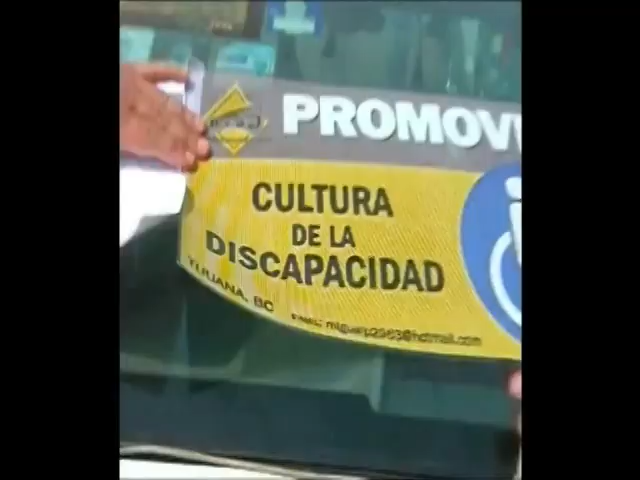 PROMOV
CULTURA
DE LA
DISCAPACIDAD
TIJUANA, BC